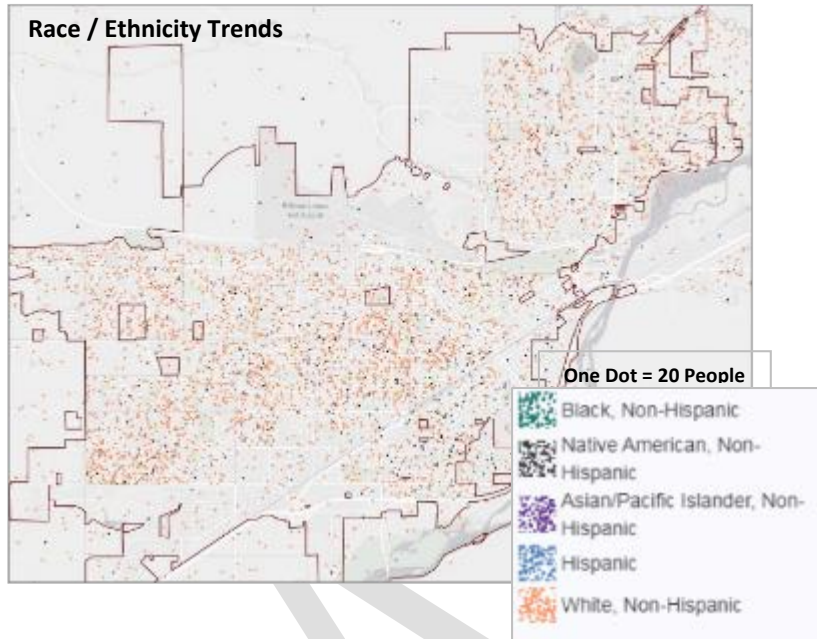 Race / Ethnicity Trends
One Dot = 20 People
Black, Non-Hispanic
Native American, Non-
Hispanic
Asian/Pacific Islander, Non-
Hispanic
Hispanic
White, Non-Hispanic